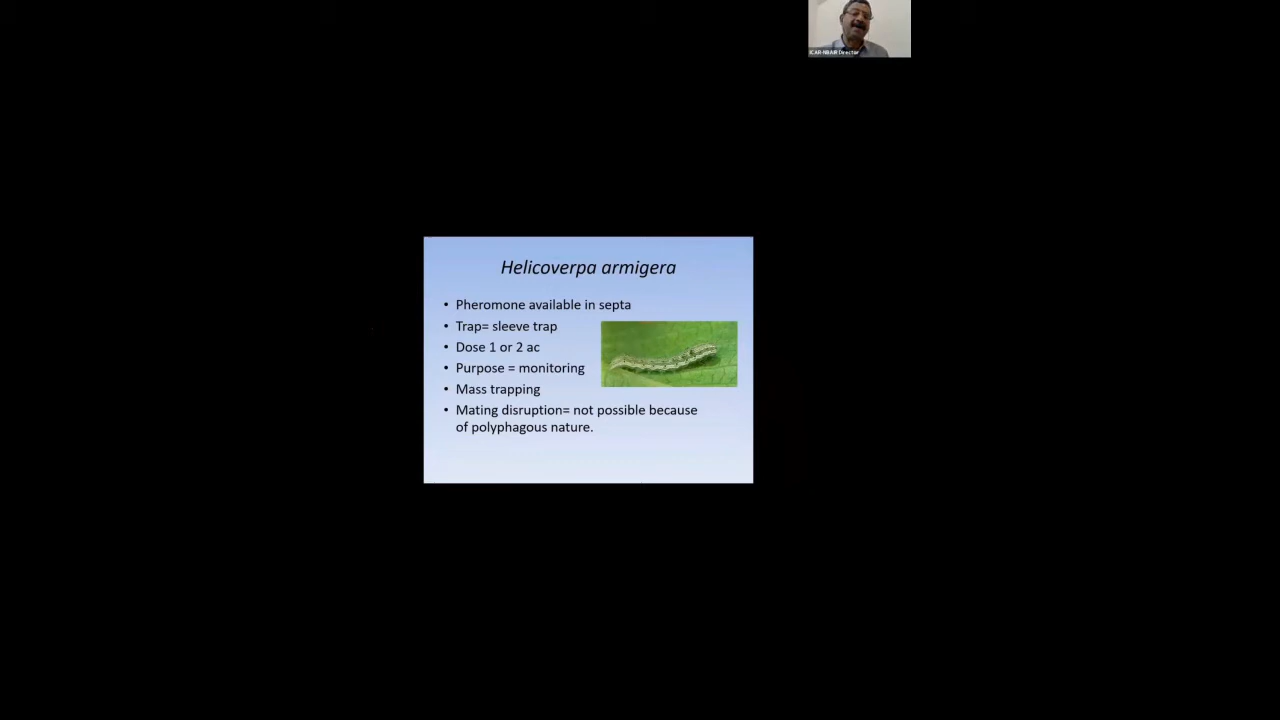 ICAR-NBAIR Director
Helicoverpa armigera
• Pheromone available in septa
• Trap= sleeve trap
• Dose 1 or 2 ac
• Purpose = monitoring
• Mass trapping
• Mating disruption= not possible because
of polyphagous nature.